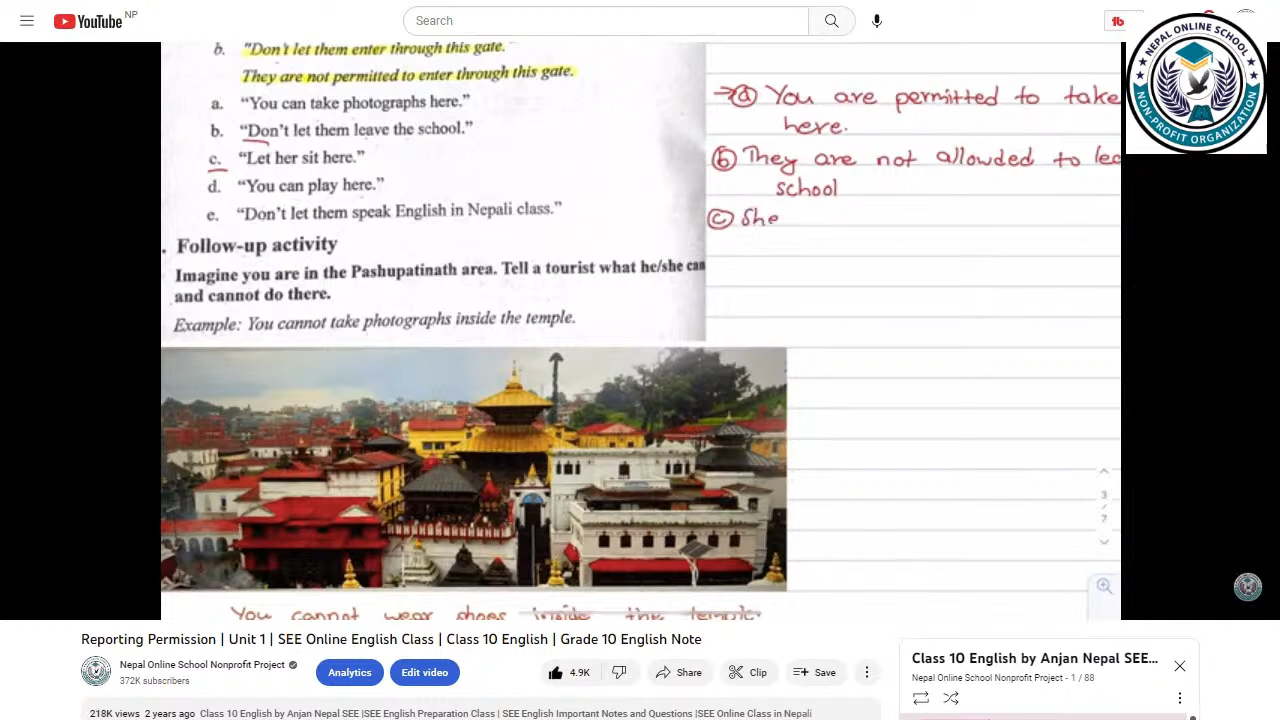 YouTube NP
Search
NEPAL ONLINE SCHOOL
NON-PROFIT ORGANIZATION
b. "Don't let them enter through this gate."
They are not permitted to enter through this gate.
a. "You can take photographs here."
b. "Don't let them leave the school."
c. "Let her sit here."
d. "You can play here."
e. "Don't let them speak English in Nepali class."
Follow-up activity
Imagine you are in the Pashupatinath area. Tell a tourist what he/she can
and cannot do there.
Example: You cannot take photographs inside the temple.
a You are permitted to take
here.
b They are not allowded to lea
school
c She
3
/
7
You cannot wear shoes inside the temple
Reporting Permission | Unit 1 | SEE Online English Class | Class 10 English | Grade 10 English Note
Nepal Online School Nonprofit Project
372K subscribers
Analytics
Edit video
4.9K
Share
Clip
Save
218K views 2 years ago Class 10 English by Anjan Nepal SEE |SEE English Preparation Class | SEE English Important Notes and Questions |SEE Online Class in Nepali
Class 10 English by Anjan Nepal SEE...
Nepal Online School Nonprofit Project - 1 / 88